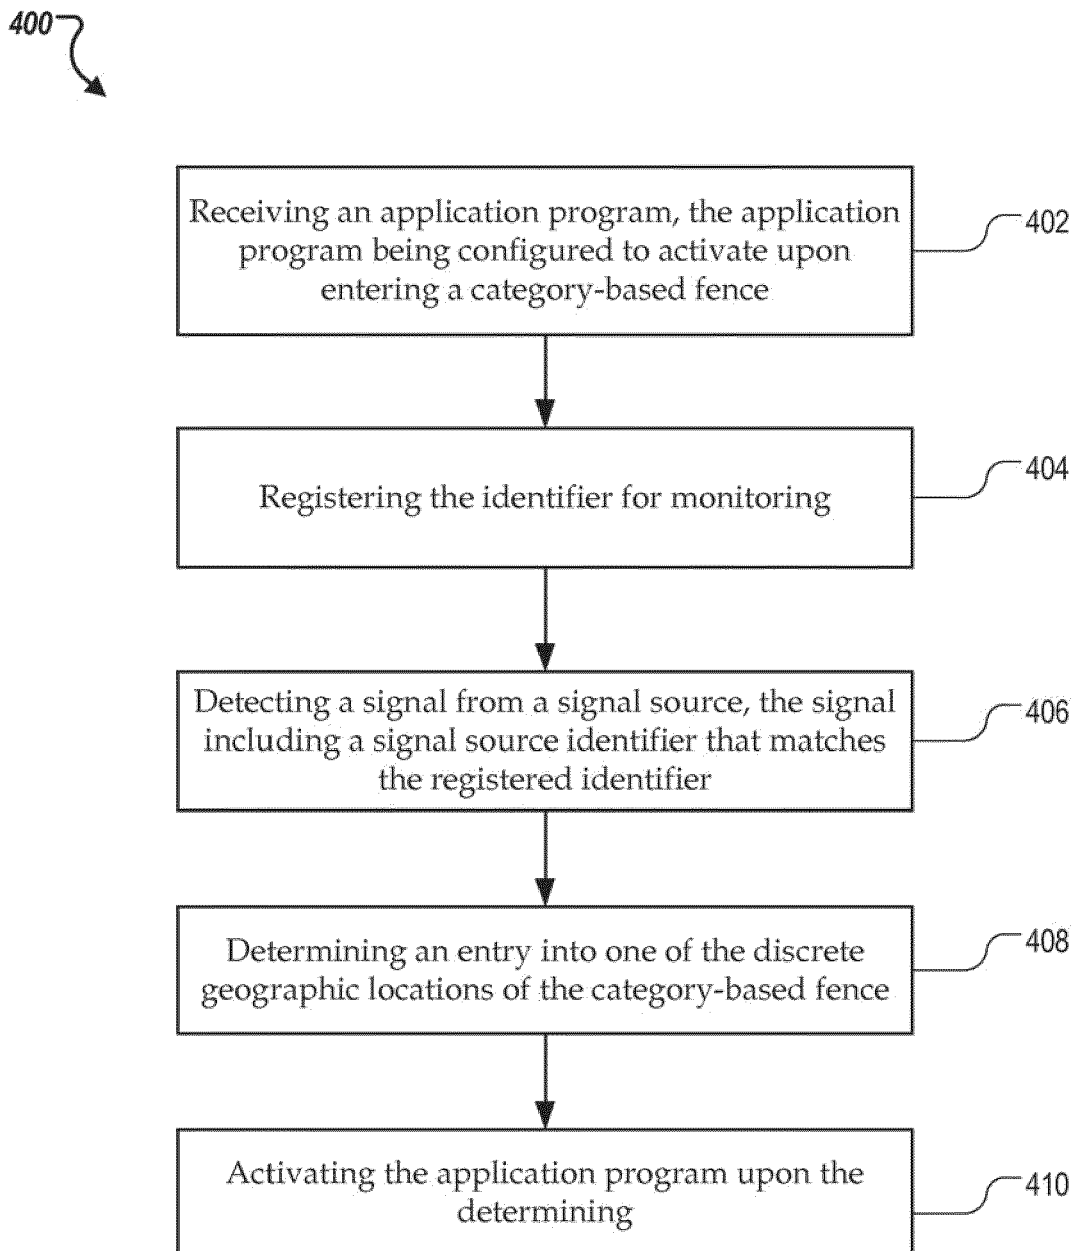 400
Receiving an application program, the application
program being configured to activate upon
entering a category-based fence
402
Registering the identifier for monitoring
404
Detecting a signal from a signal source, the signal
including a signal source identifier that matches
the registered identifier
406
Determining an entry into one of the discrete
geographic locations of the category-based fence
408
Activating the application program upon the
determining
410